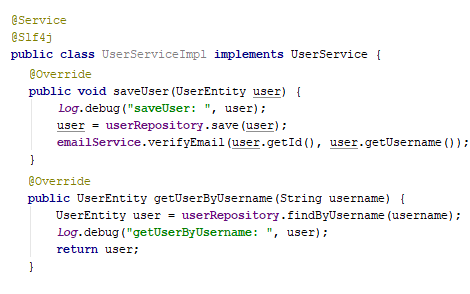 @Service
@Slf4j
public class UserServiceImpl implements UserService {
@Override
public void saveUser(UserEntity user) {
Log.debug("saveUser: ", user);
user = userRepository.save(user);
emailService.verifyEmail(user.getId(), user.getUsername());
}
@Override
public UserEntity getUserByUsername(String username) {
UserEntity user = userRepository.findByUsername(username);
Log.debug("getUserByUsername: ", user);
return user;
}